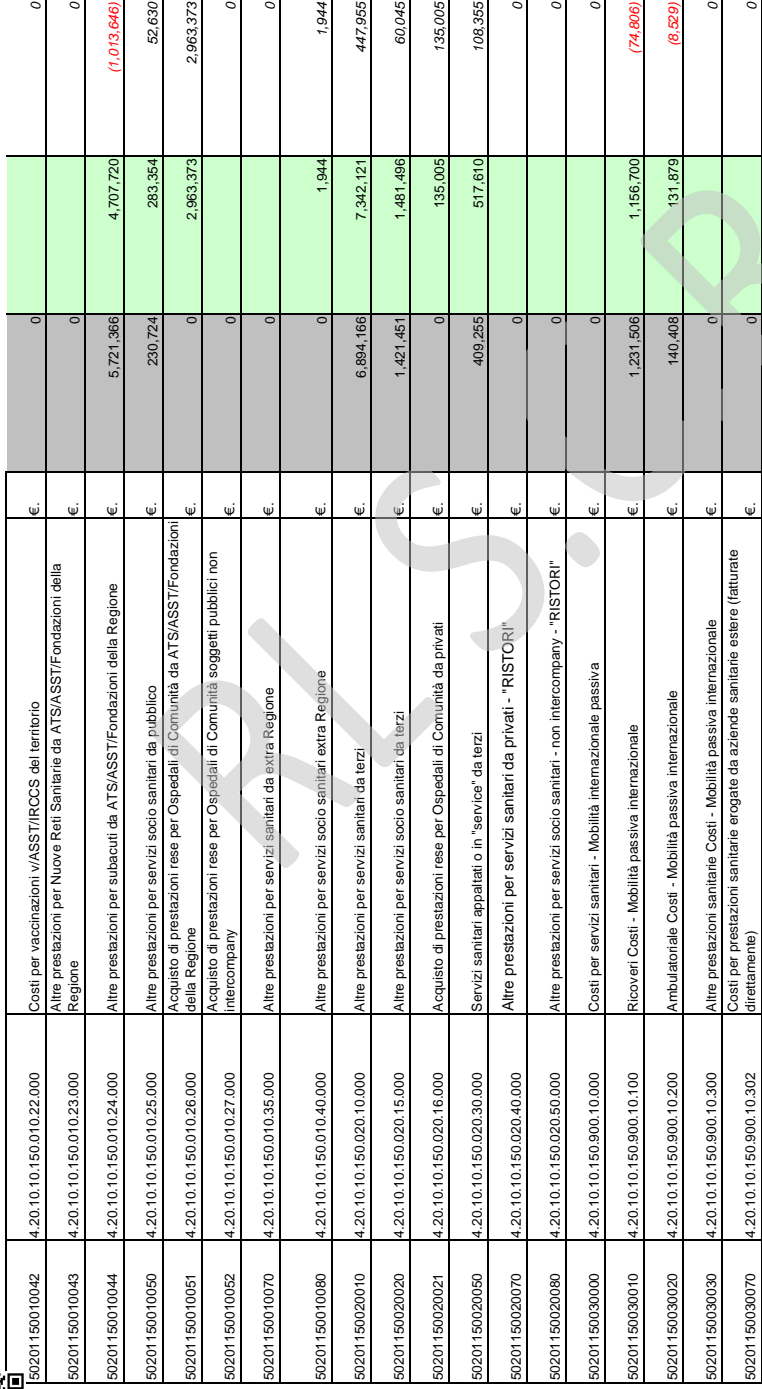 50201150010042 4.20.10.10.150.010.22.000 Costi per vaccinazioni v/ASST/IRCCS del territorio €. 0 0
50201150010043 4.20.10.10.150.010.23.000 Altre prestazioni per Nuove Reti Sanitarie da ATS/ASST/Fondazioni della
Regione €. 0 0
50201150010044 4.20.10.10.150.010.24.000 Altre prestazioni per subacuti da ATS/ASST/Fondazioni della Regione €. 5,721,366 4,707,720 (1,013,646)
50201150010050 4.20.10.10.150.010.25.000 Altre prestazioni per servizi socio sanitari da pubblico €. 230,724 283,354 52,630
50201150010051 4.20.10.10.150.010.26.000 Acquisto di prestazioni rese per Ospedali di Comunità da ATS/ASST/Fondazioni
della Regione €. 0 2,963,373 2,963,373
50201150010052 4.20.10.10.150.010.27.000 Acquisto di prestazioni rese per Ospedali di Comunità soggetti pubblici non
intercompany €. 0 0
50201150010070 4.20.10.10.150.010.35.000 Altre prestazioni per servizi sanitari da extra Regione €. 0 0
50201150010080 4.20.10.10.150.010.40.000 Altre prestazioni per servizi socio sanitari extra Regione €. 0 1,944 1,944
50201150020010 4.20.10.10.150.020.10.000 Altre prestazioni per servizi sanitari da terzi €. 6,894,166 7,342,121 447,955
50201150020020 4.20.10.10.150.020.15.000 Altre prestazioni per servizi socio sanitari da terzi €. 1,421,451 1,481,496 60,045
50201150020021 4.20.10.10.150.020.16.000 Acquisto di prestazioni rese per Ospedali di Comunità da privati €. 0 135,005 135,005
50201150020050 4.20.10.10.150.020.30.000 Servizi sanitari appaltati o in "service" da terzi €. 409,255 517,610 108,355
50201150020070 4.20.10.10.150.020.40.000 Altre prestazioni per servizi sanitari da privati - "RISTORI" €. 0 0
50201150020080 4.20.10.10.150.020.50.000 Altre prestazioni per servizi socio sanitari - non intercompany - "RISTORI" €. 0 0
50201150030000 4.20.10.10.150.900.10.000 Costi per servizi sanitari - Mobilità internazionale passiva €. 0 0
50201150030010 4.20.10.10.150.900.10.100 Ricoveri Costi - Mobilità passiva internazionale €. 1,231,506 1,156,700 (74,806)
50201150030020 4.20.10.10.150.900.10.200 Ambulatoriale Costi - Mobilità passiva internazionale €. 140,408 131,879 (8,529)
50201150030030 4.20.10.10.150.900.10.300 Altre prestazioni sanitarie Costi - Mobilità passiva internazionale €. 0 0
50201150030070 4.20.10.10.150.900.10.302 Costi per prestazioni sanitarie erogate da aziende sanitarie estere (fatturate
direttamente) €. 0 0